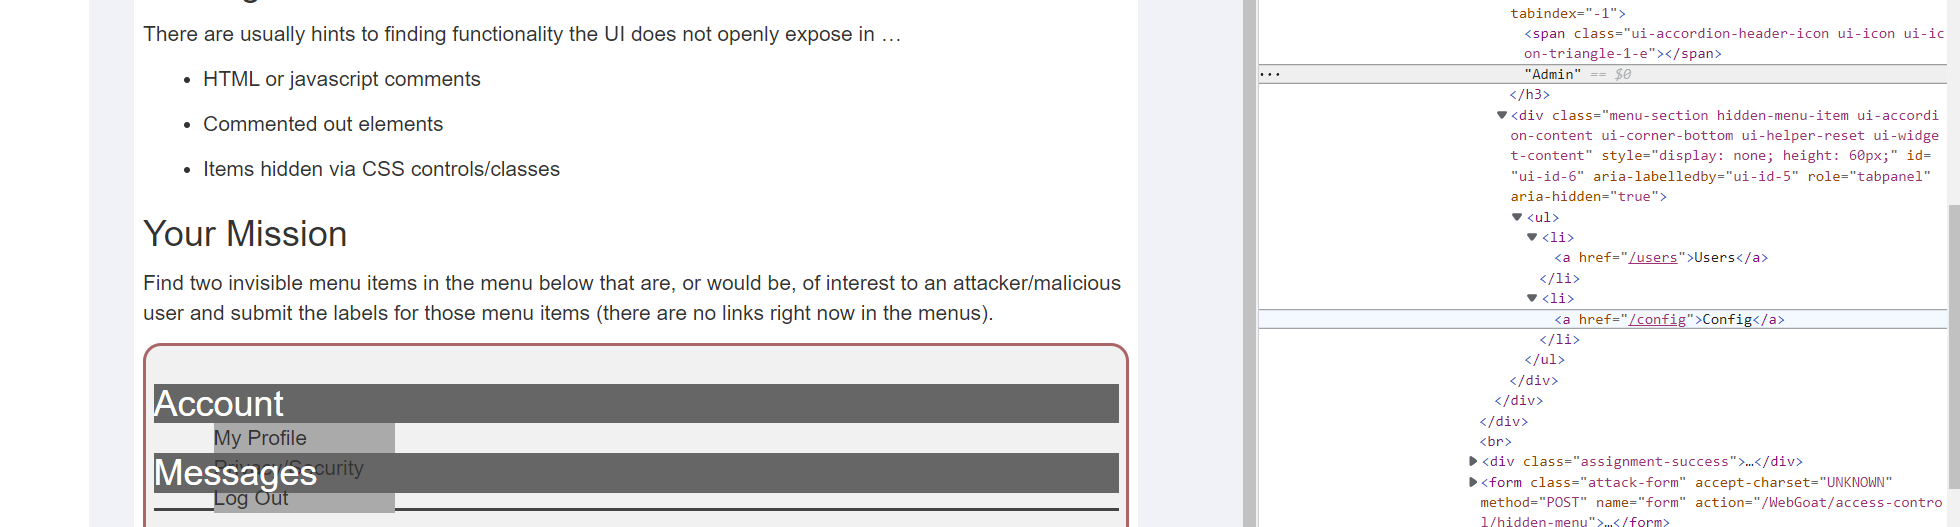 There are usually hints to finding functionality the UI does not openly expose in …
• HTML or javascript comments
• Commented out elements
• Items hidden via CSS controls/classes
Your Mission
Find two invisible menu items in the menu below that are, or would be, of interest to an attacker/malicious
user and submit the labels for those menu items (there are no links right now in the menus).
Account
My Profile
Privacy/Security
Messages
Log Out
tabindex="-1">
<span class="ui-accordion-header-icon ui-icon ui-ic
on-triangle-1-e"></span>
... "Admin" == $0
</h3>
▼<div class="menu-section hidden-menu-item ui-accordi
on-content ui-corner-bottom ui-helper-reset ui-widge
t-content" style="display: none; height: 60px;" id=
"ui-id-6" aria-labelledby="ui-id-5" role="tabpanel"
aria-hidden="true">
▼<ul>
▼<li>
<a href="/users">Users</a>
</li>
▼<li>
<a href="/config">Config</a>
</li>
</ul>
</div>
</div>
</div>
<br>
▶<div class="assignment-success">…</div>
▶<form class="attack-form" accept-charset="UNKNOWN"
method="POST" name="form" action="/WebGoat/access-contro
l/hidden-menu">…</form>